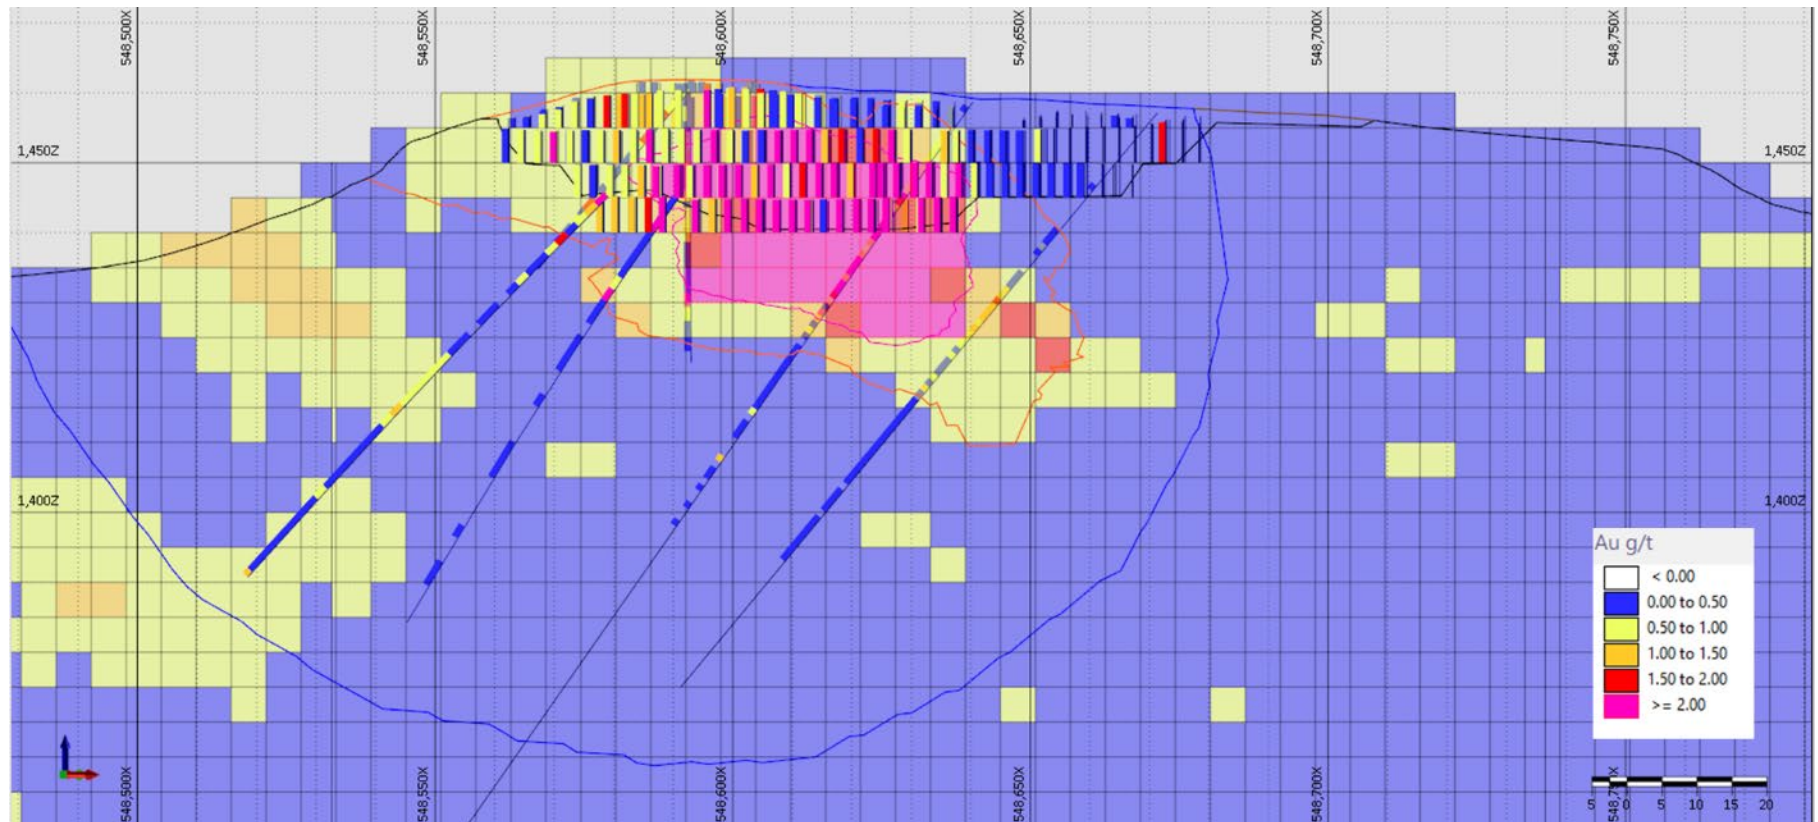 548,500X 548,550X 548,600X 548,650X 548,700X 548,750X
1,450Z 1,450Z
1,400Z 1,400Z
Au g/t
< 0.00
0.00 to 0.50
0.50 to 1.00
1.00 to 1.50
1.50 to 2.00
>= 2.00
548,500X 548,550X 548,600X 548,650X 548,700X
5 0 5 10 15 20